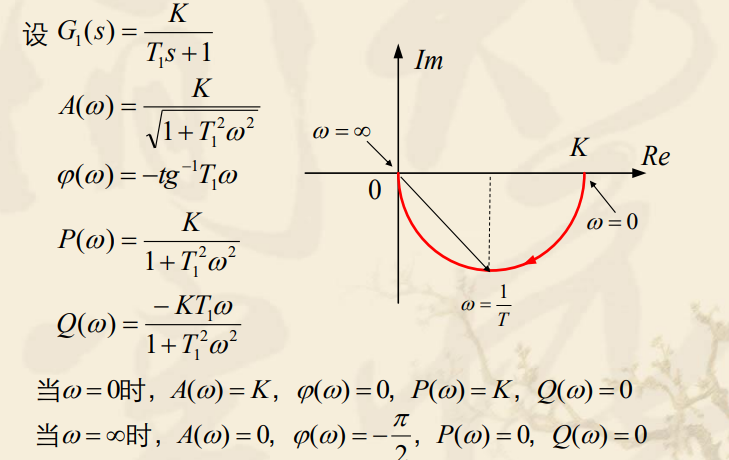 设 G₁(s) = K / (T₁s + 1)
A(ω) = K / √(1 + T₁²ω²)
φ(ω) = −tg⁻¹T₁ω
P(ω) = K / (1 + T₁²ω²)
Q(ω) = −KT₁ω / (1 + T₁²ω²)
Im
ω = ∞
K
Re
0
ω = 0
ω = 1/T
当ω = 0时，A(ω) = K，φ(ω) = 0，P(ω) = K，Q(ω) = 0
当ω = ∞时，A(ω) = 0，φ(ω) = −π/2，P(ω) = 0，Q(ω) = 0